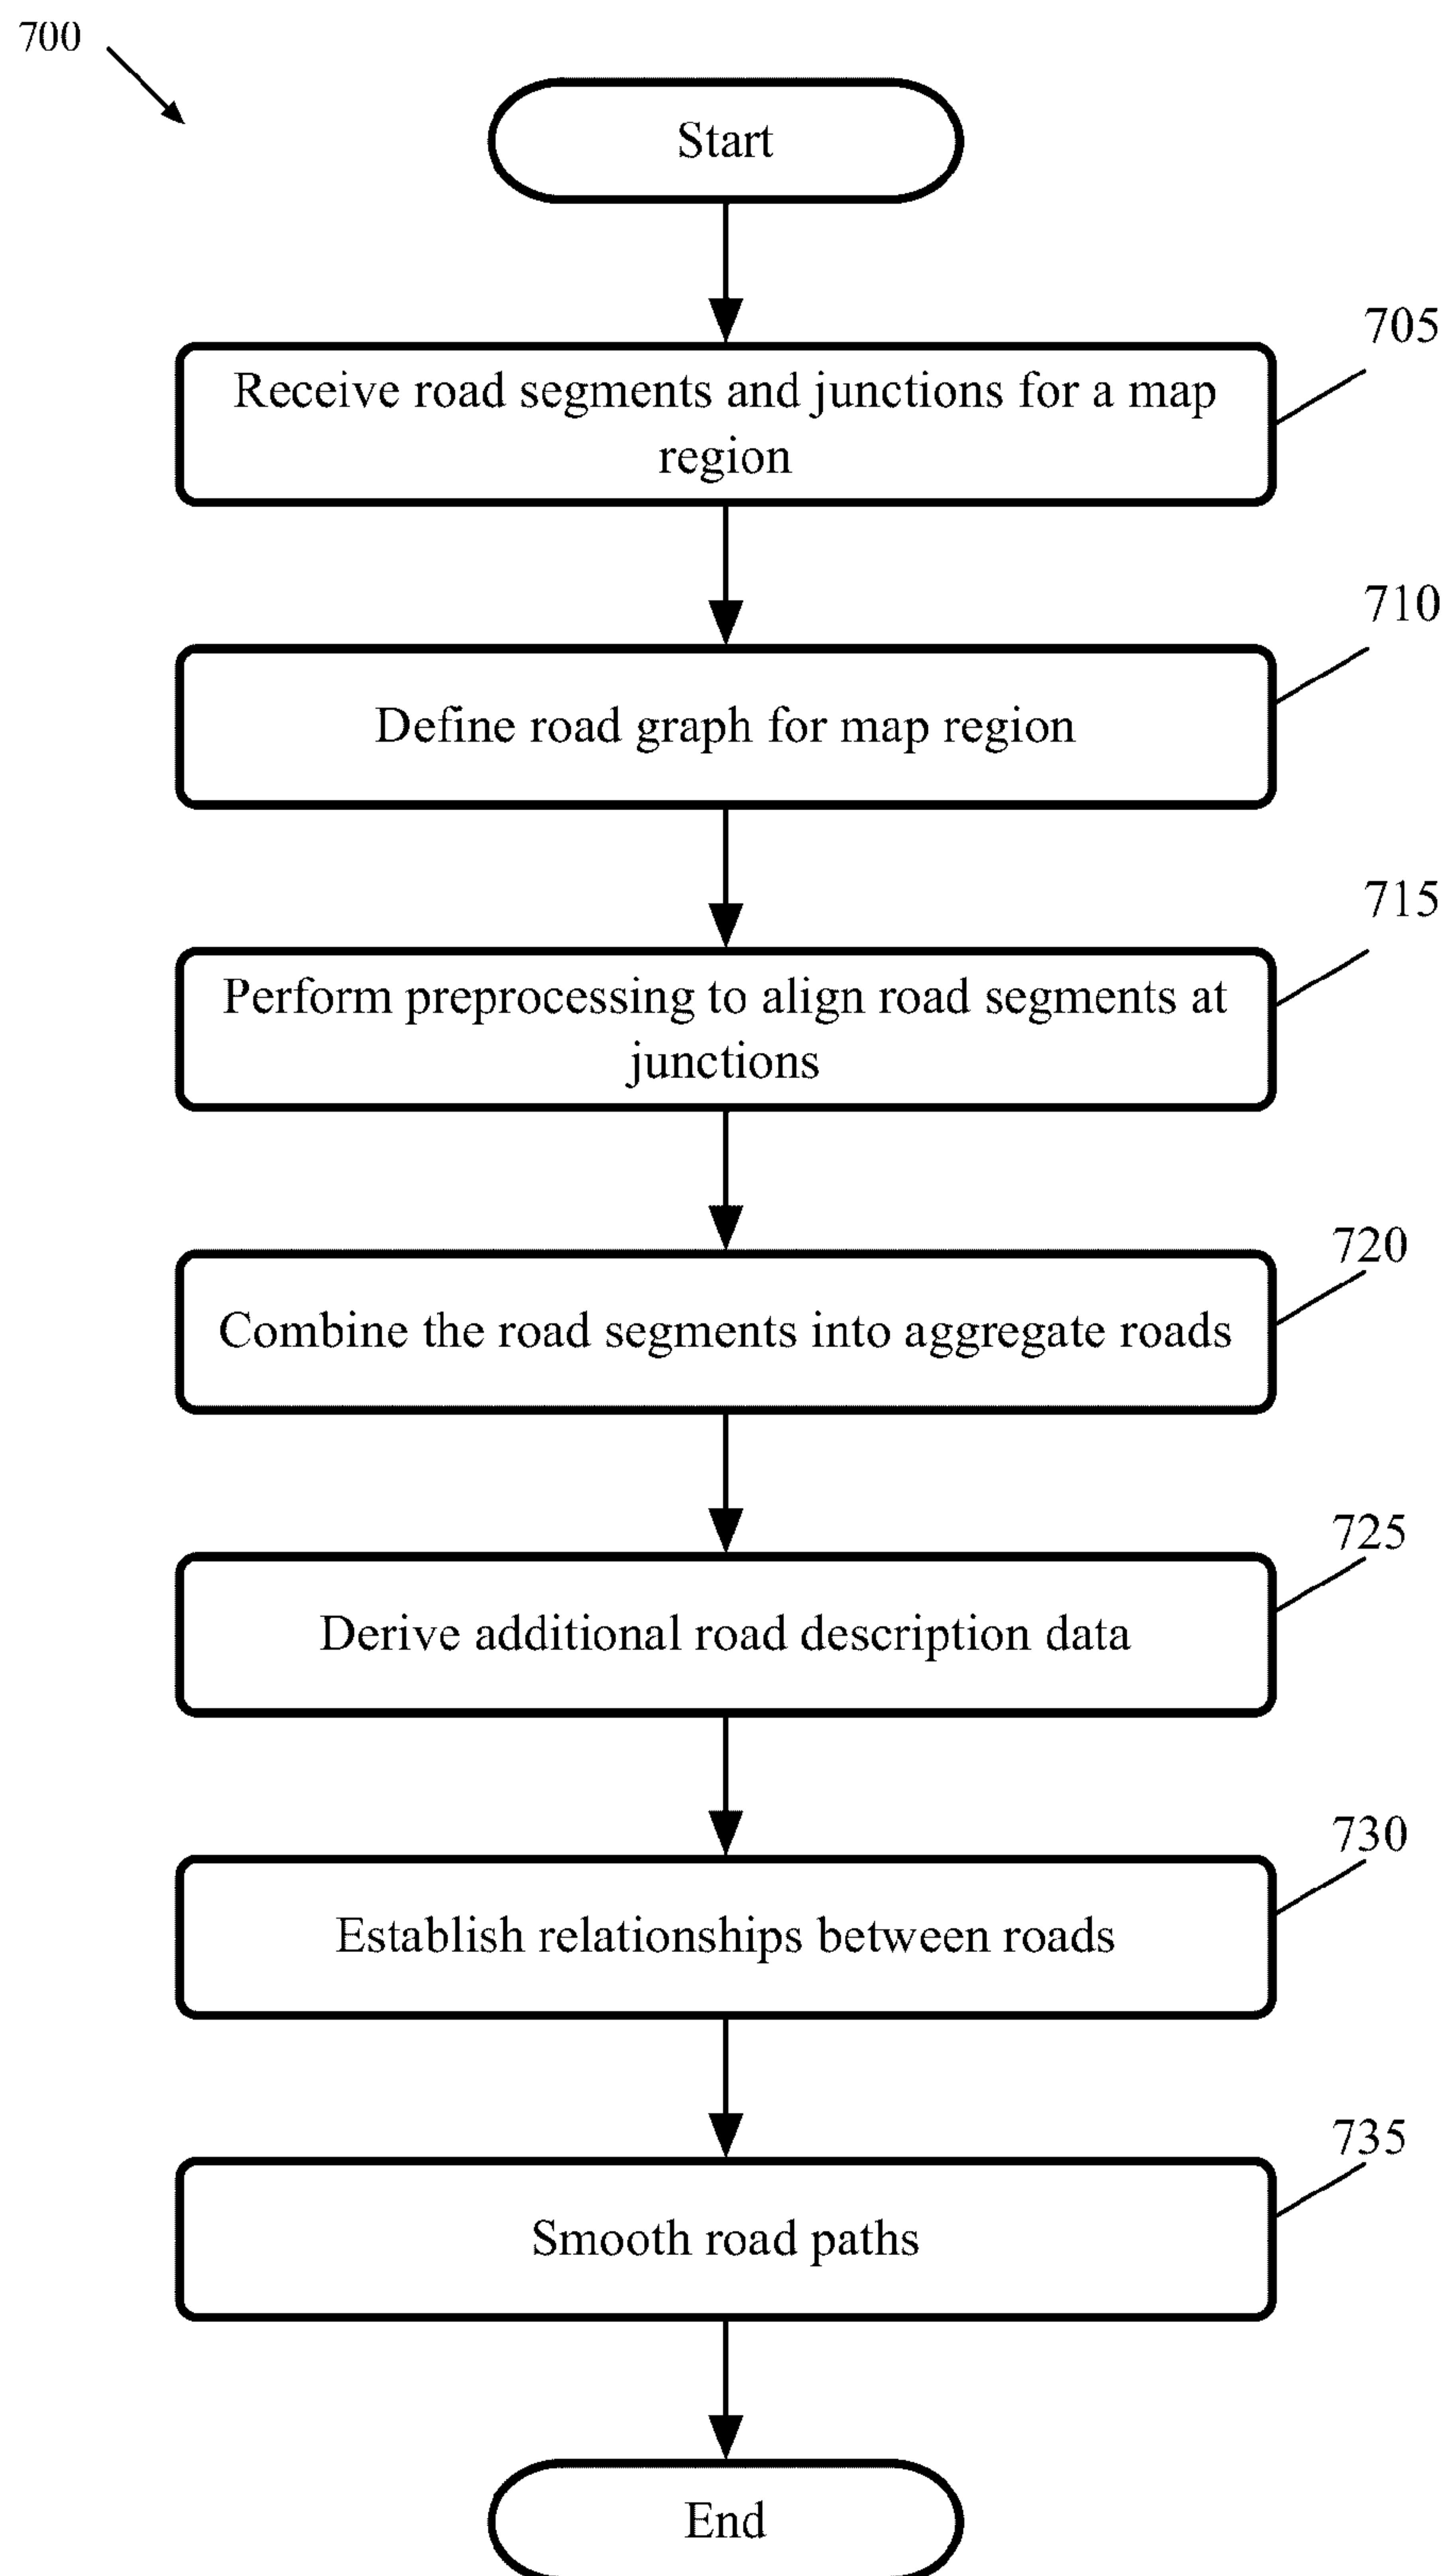 700
Start
705
Receive road segments and junctions for a map
region
710
Define road graph for map region
715
Perform preprocessing to align road segments at
junctions
720
Combine the road segments into aggregate roads
725
Derive additional road description data
730
Establish relationships between roads
735
Smooth road paths
End